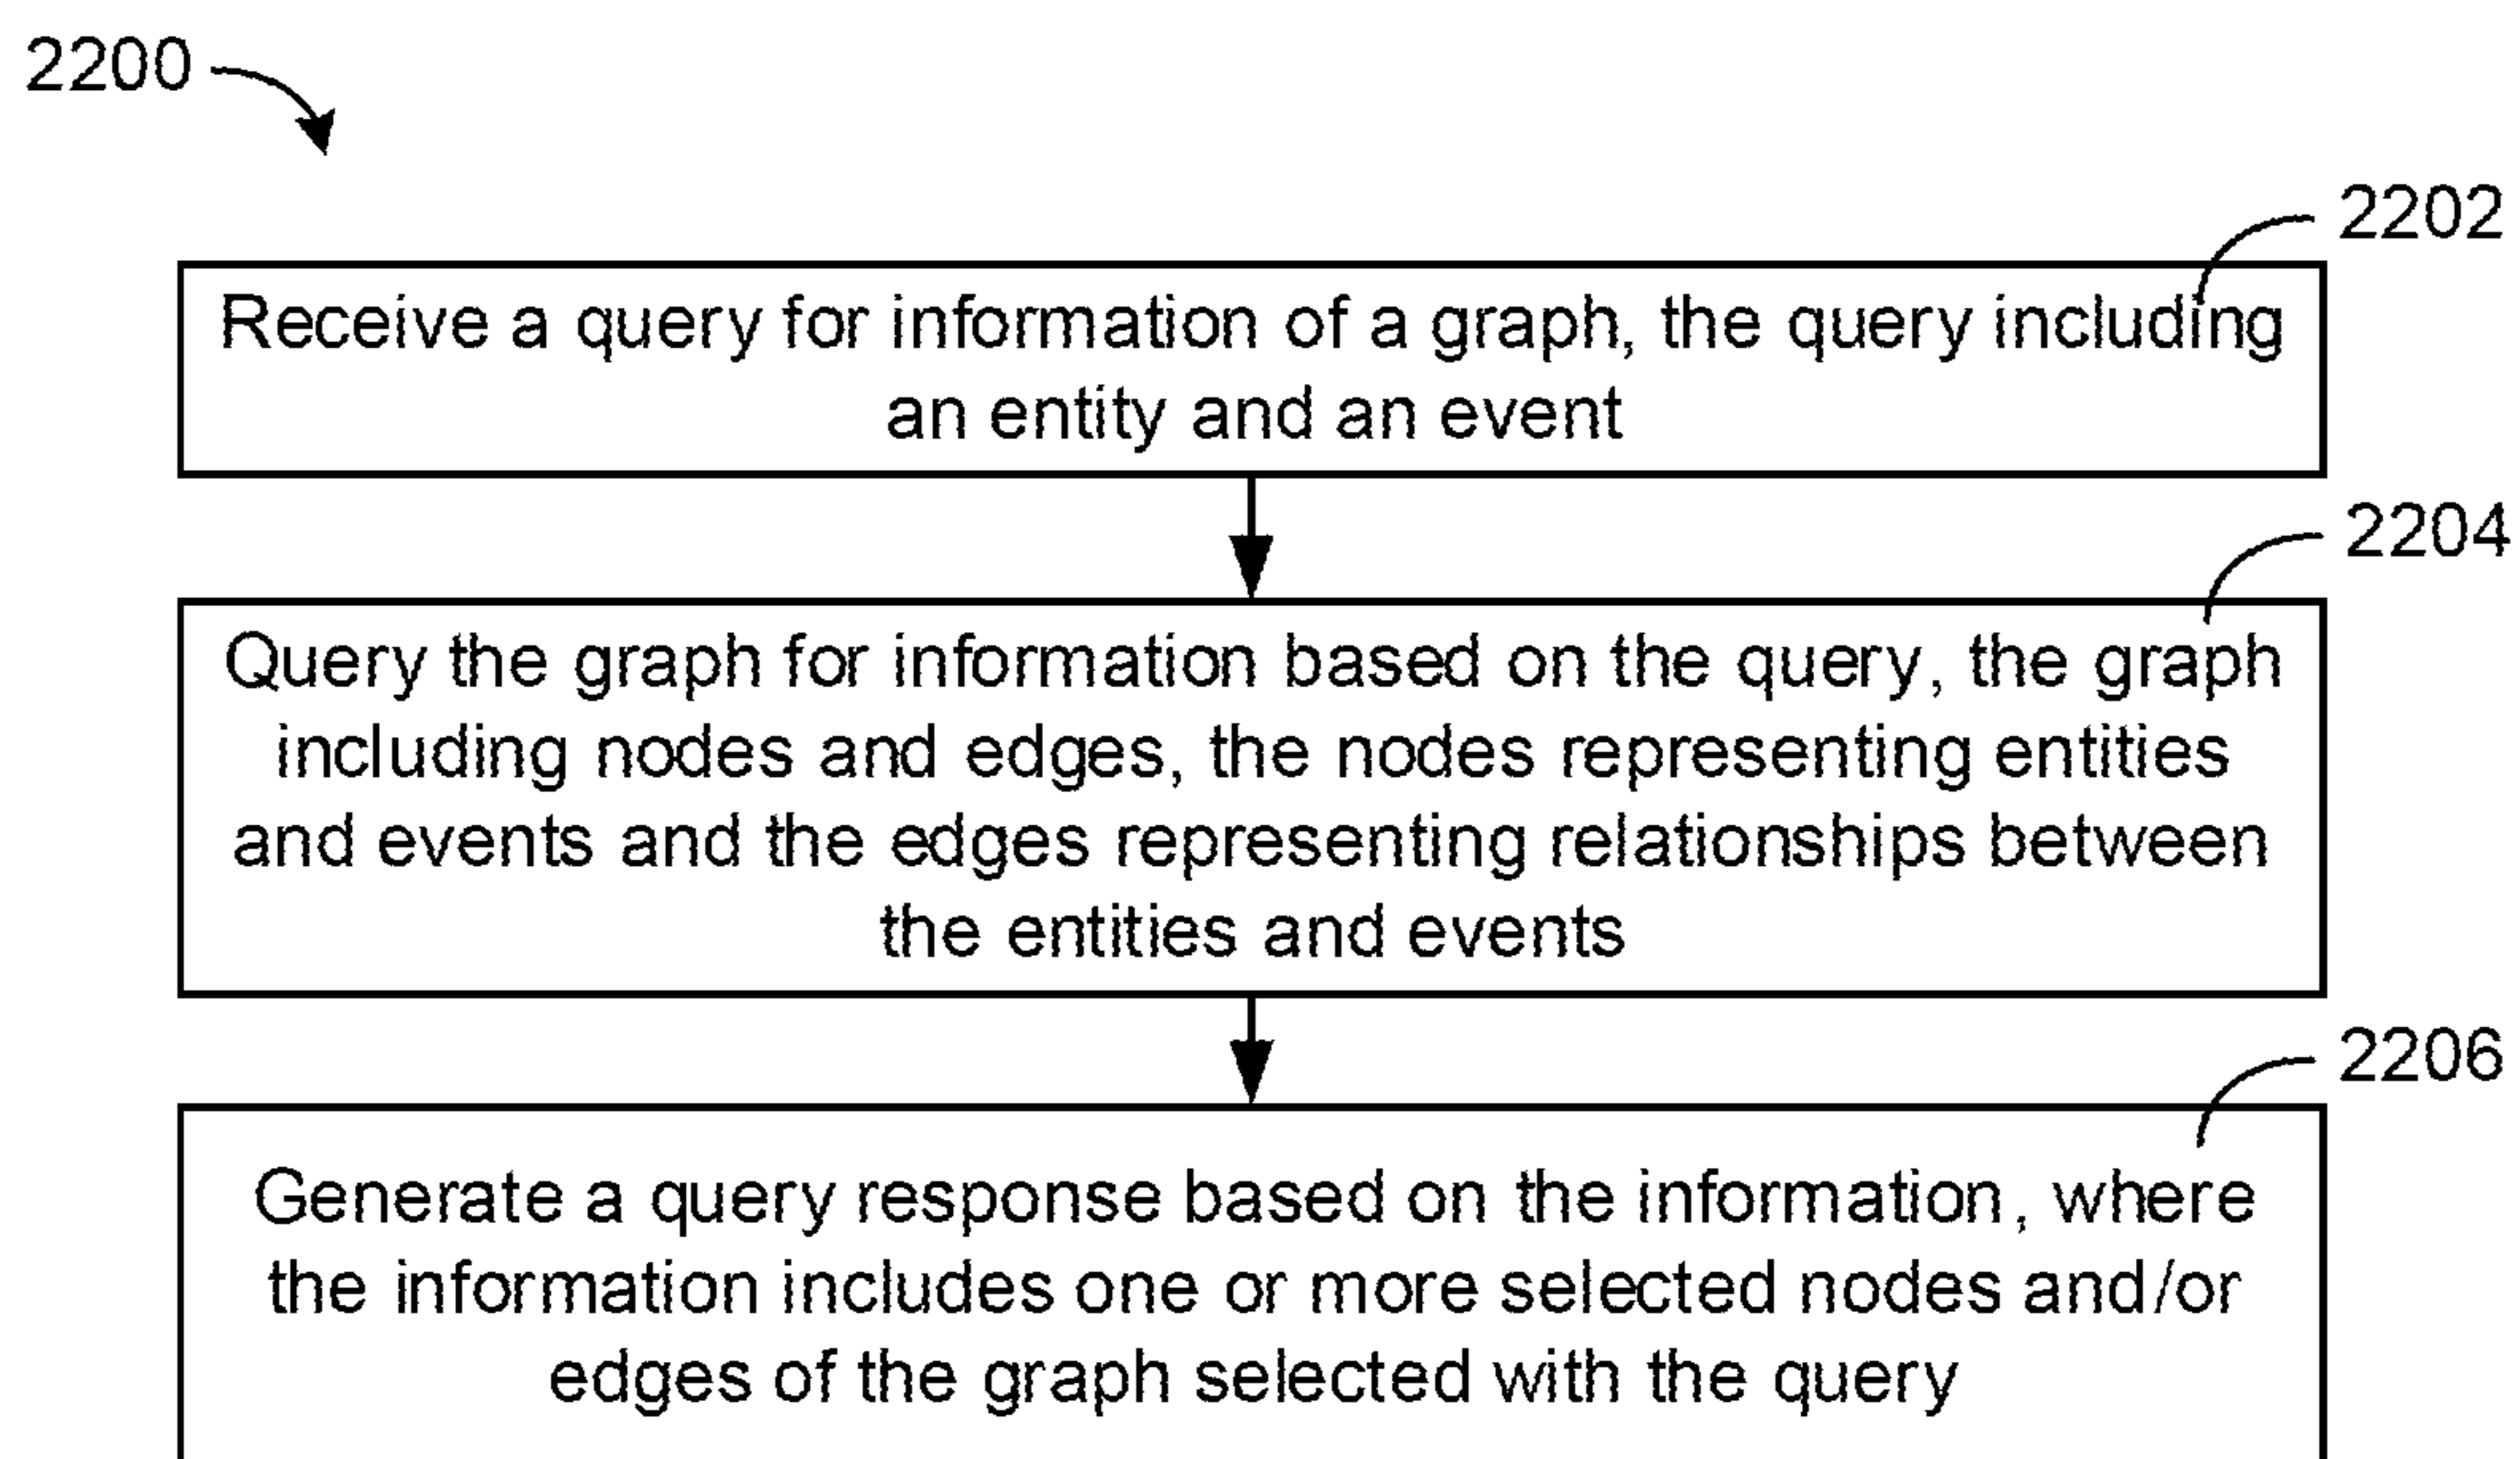 2200
2202
Receive a query for information of a graph, the query including
an entity and an event
2204
Query the graph for information based on the query, the graph
including nodes and edges, the nodes representing entities
and events and the edges representing relationships between
the entities and events
2206
Generate a query response based on the information, where
the information includes one or more selected nodes and/or
edges of the graph selected with the query